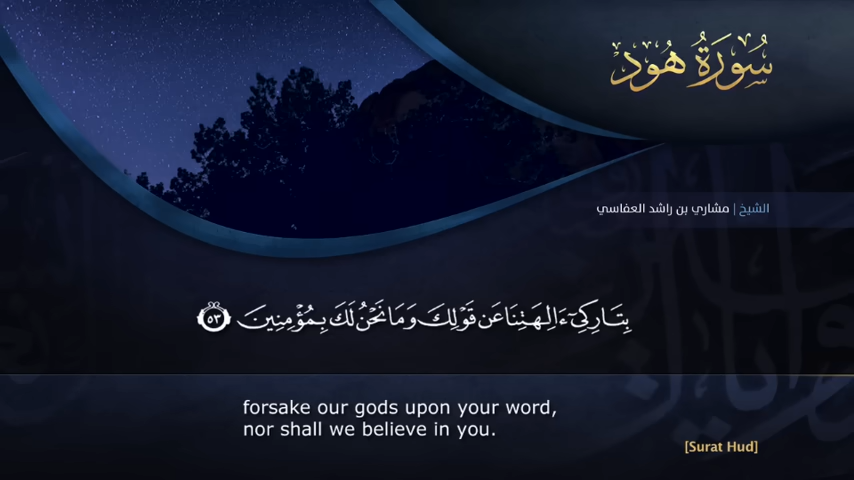 سُورَةُ هُودٍ
الشيخ | مشاري بن راشد العفاسي
بِتَارِكِيٓ ءَالِهَتِنَا عَن قَوْلِكَ وَمَا نَحْنُ لَكَ بِمُؤْمِنِينَ ٥٣
forsake our gods upon your word,
nor shall we believe in you.
[Surat Hud]